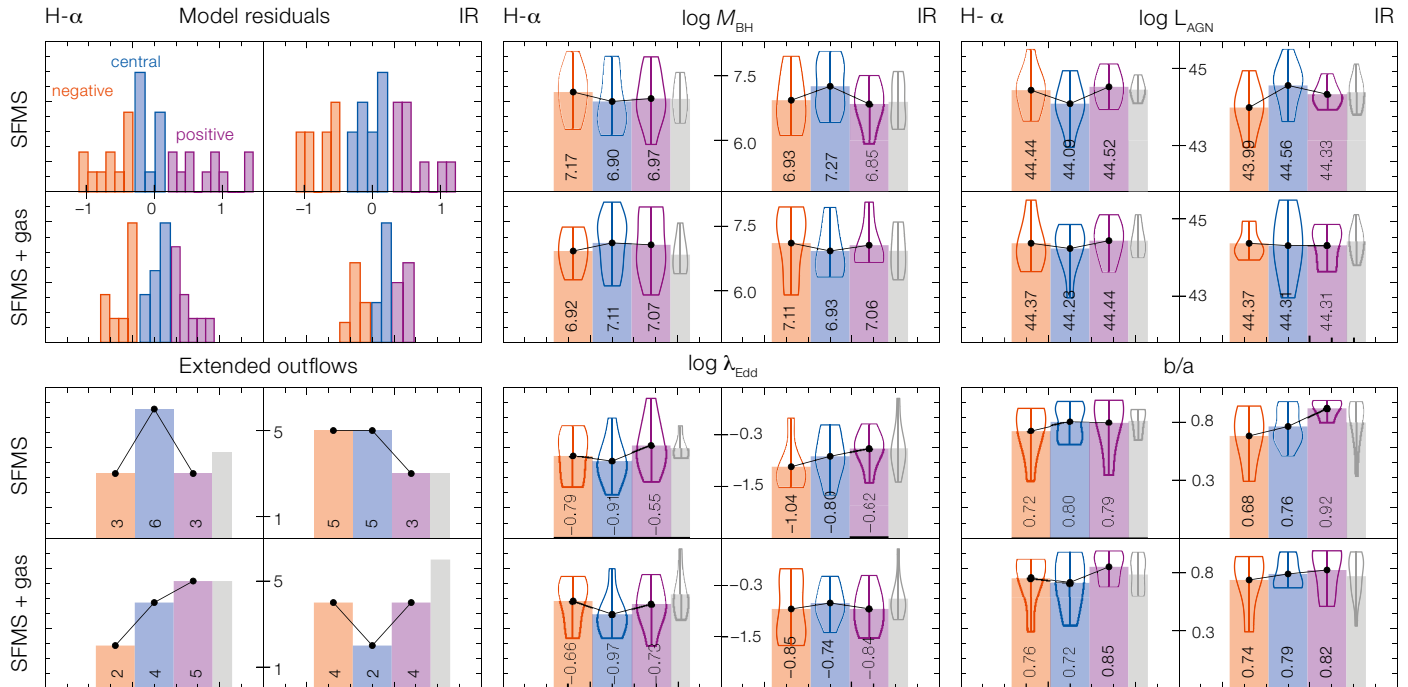 H-α Model residuals IR
H-α log M_BH IR
H- α log L_AGN IR
SFMS
negative
central
positive
−1 0 1 −1 0 1
7.5
6.0
7.17 6.90 6.97 6.93 7.27 6.85
45
43
44.44 44.09 44.52 43.99 44.56 44.33
SFMS + gas
7.5
6.0
6.92 7.11 7.07 7.11 6.93 7.06
45
43
44.37 44.23 44.44 44.37 44.31
Extended outflows
log λ_Edd
b/a
SFMS
5
1
3 6 3 5 5 3
−0.3
−1.5
−0.79 −0.91 −0.55 −1.04 −0.80 −0.62
0.8
0.3
0.72 0.80 0.79 0.68 0.76 0.92
SFMS + gas
5
1
2 4 5 4 2 4
−0.3
−1.5
−0.66 −0.97 −0.73 −0.85 −0.74 −0.84
0.8
0.3
0.76 0.72 0.85 0.74 0.79 0.82